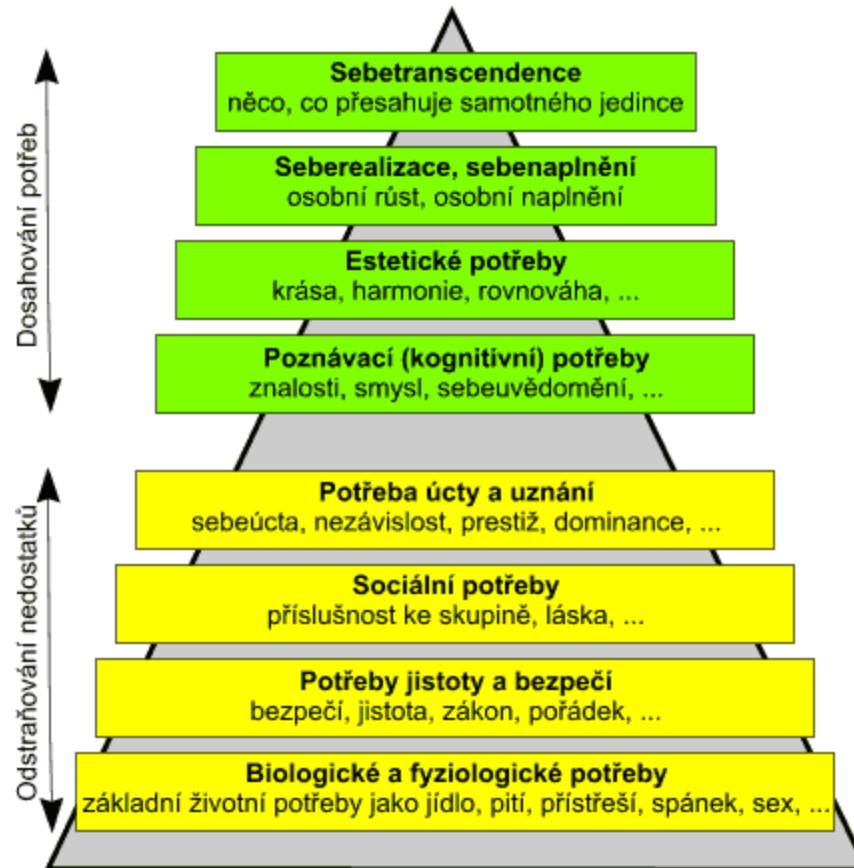 Sebetranscendence
něco, co přesahuje samotného jedince
Seberealizace, sebenaplnění
osobní růst, osobní naplnění
Estetické potřeby
krása, harmonie, rovnováha, ...
Poznávací (kognitivní) potřeby
znalosti, smysl, sebeuvědomění, ...
Dosahování potřeb
Potřeba úcty a uznání
sebeúcta, nezávislost, prestiž, dominance, ...
Sociální potřeby
příslušnost ke skupině, láska, ...
Potřeby jistoty a bezpečí
bezpečí, jistota, zákon, pořádek, ...
Biologické a fyziologické potřeby
základní životní potřeby jako jídlo, pití, přístřeší, spánek, sex, ...
Odstraňování nedostatků